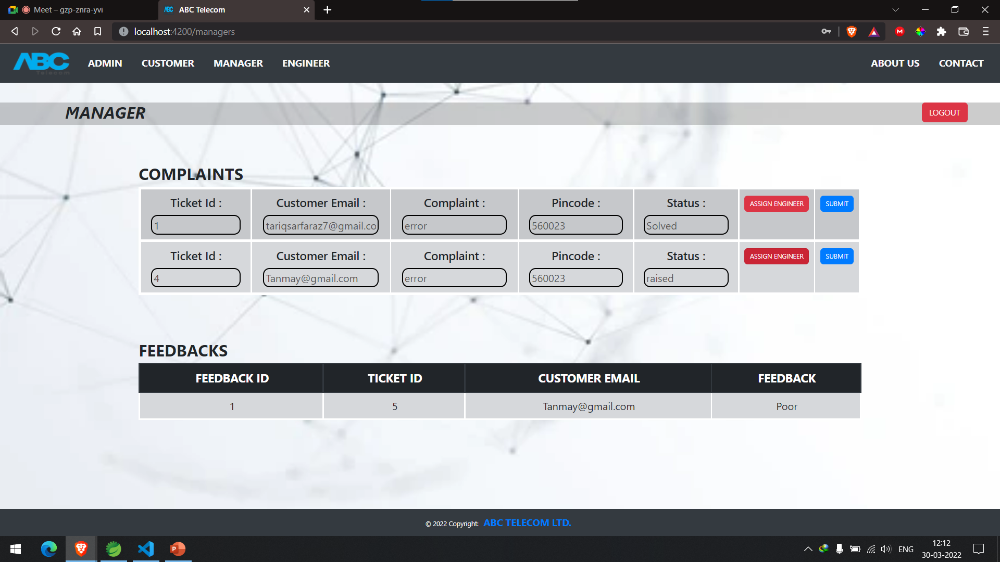 Meet – gzp-znra-yvi
ABC Telecom
localhost:4200/managers
ABC Telecom
ADMIN CUSTOMER MANAGER ENGINEER ABOUT US CONTACT
MANAGER LOGOUT
COMPLAINTS
Ticket Id : Customer Email : Complaint : Pincode : Status : ASSIGN ENGINEER SUBMIT
1 tariqsarfaraz7@gmail.co error 560023 Solved
Ticket Id : Customer Email : Complaint : Pincode : Status : ASSIGN ENGINEER SUBMIT
4 Tanmay@gmail.com error 560023 raised
FEEDBACKS
FEEDBACK ID TICKET ID CUSTOMER EMAIL FEEDBACK
1 5 Tanmay@gmail.com Poor
© 2022 Copyright: ABC TELECOM LTD.
ENG
12:12
30-03-2022